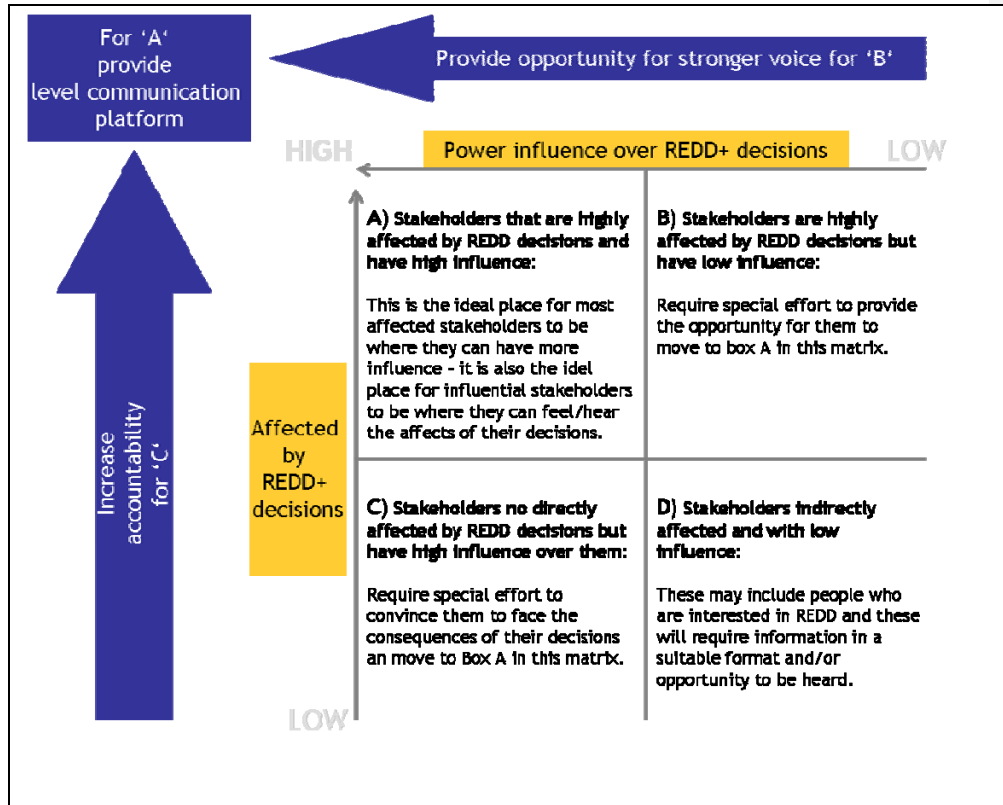 For ‘A‘
provide
level communication
platform
Provide opportunity for stronger voice for ‘B‘
HIGH
Power influence over REDD+ decisions
LOW
A) Stakeholders that are highly
affected by REDD decisions and
have high influence:
This is the ideal place for most
affected stakeholders to be
where they can have more
influence - it is also the idel
place for influential stakeholders
to be where they can feel/hear
the affects of their decisions.
B) Stakeholders are highly
affected by REDD decisions but
have low influence:
Require special effort to provide
the opportunity for them to
move to box A in this matrix.
Increase
accountability
for ‘C‘
Affected
by
REDD+
decisions
C) Stakeholders no directly
affected by REDD decisions but
have high influence over them:
Require special effort to
convince them to face the
consequences of their decisions
an move to Box A in this matrix.
D) Stakeholders indirectly
affected and with low
influence:
These may include people who
are interested in REDD and these
will require information in a
suitable format and/or
opportunity to be heard.
LOW